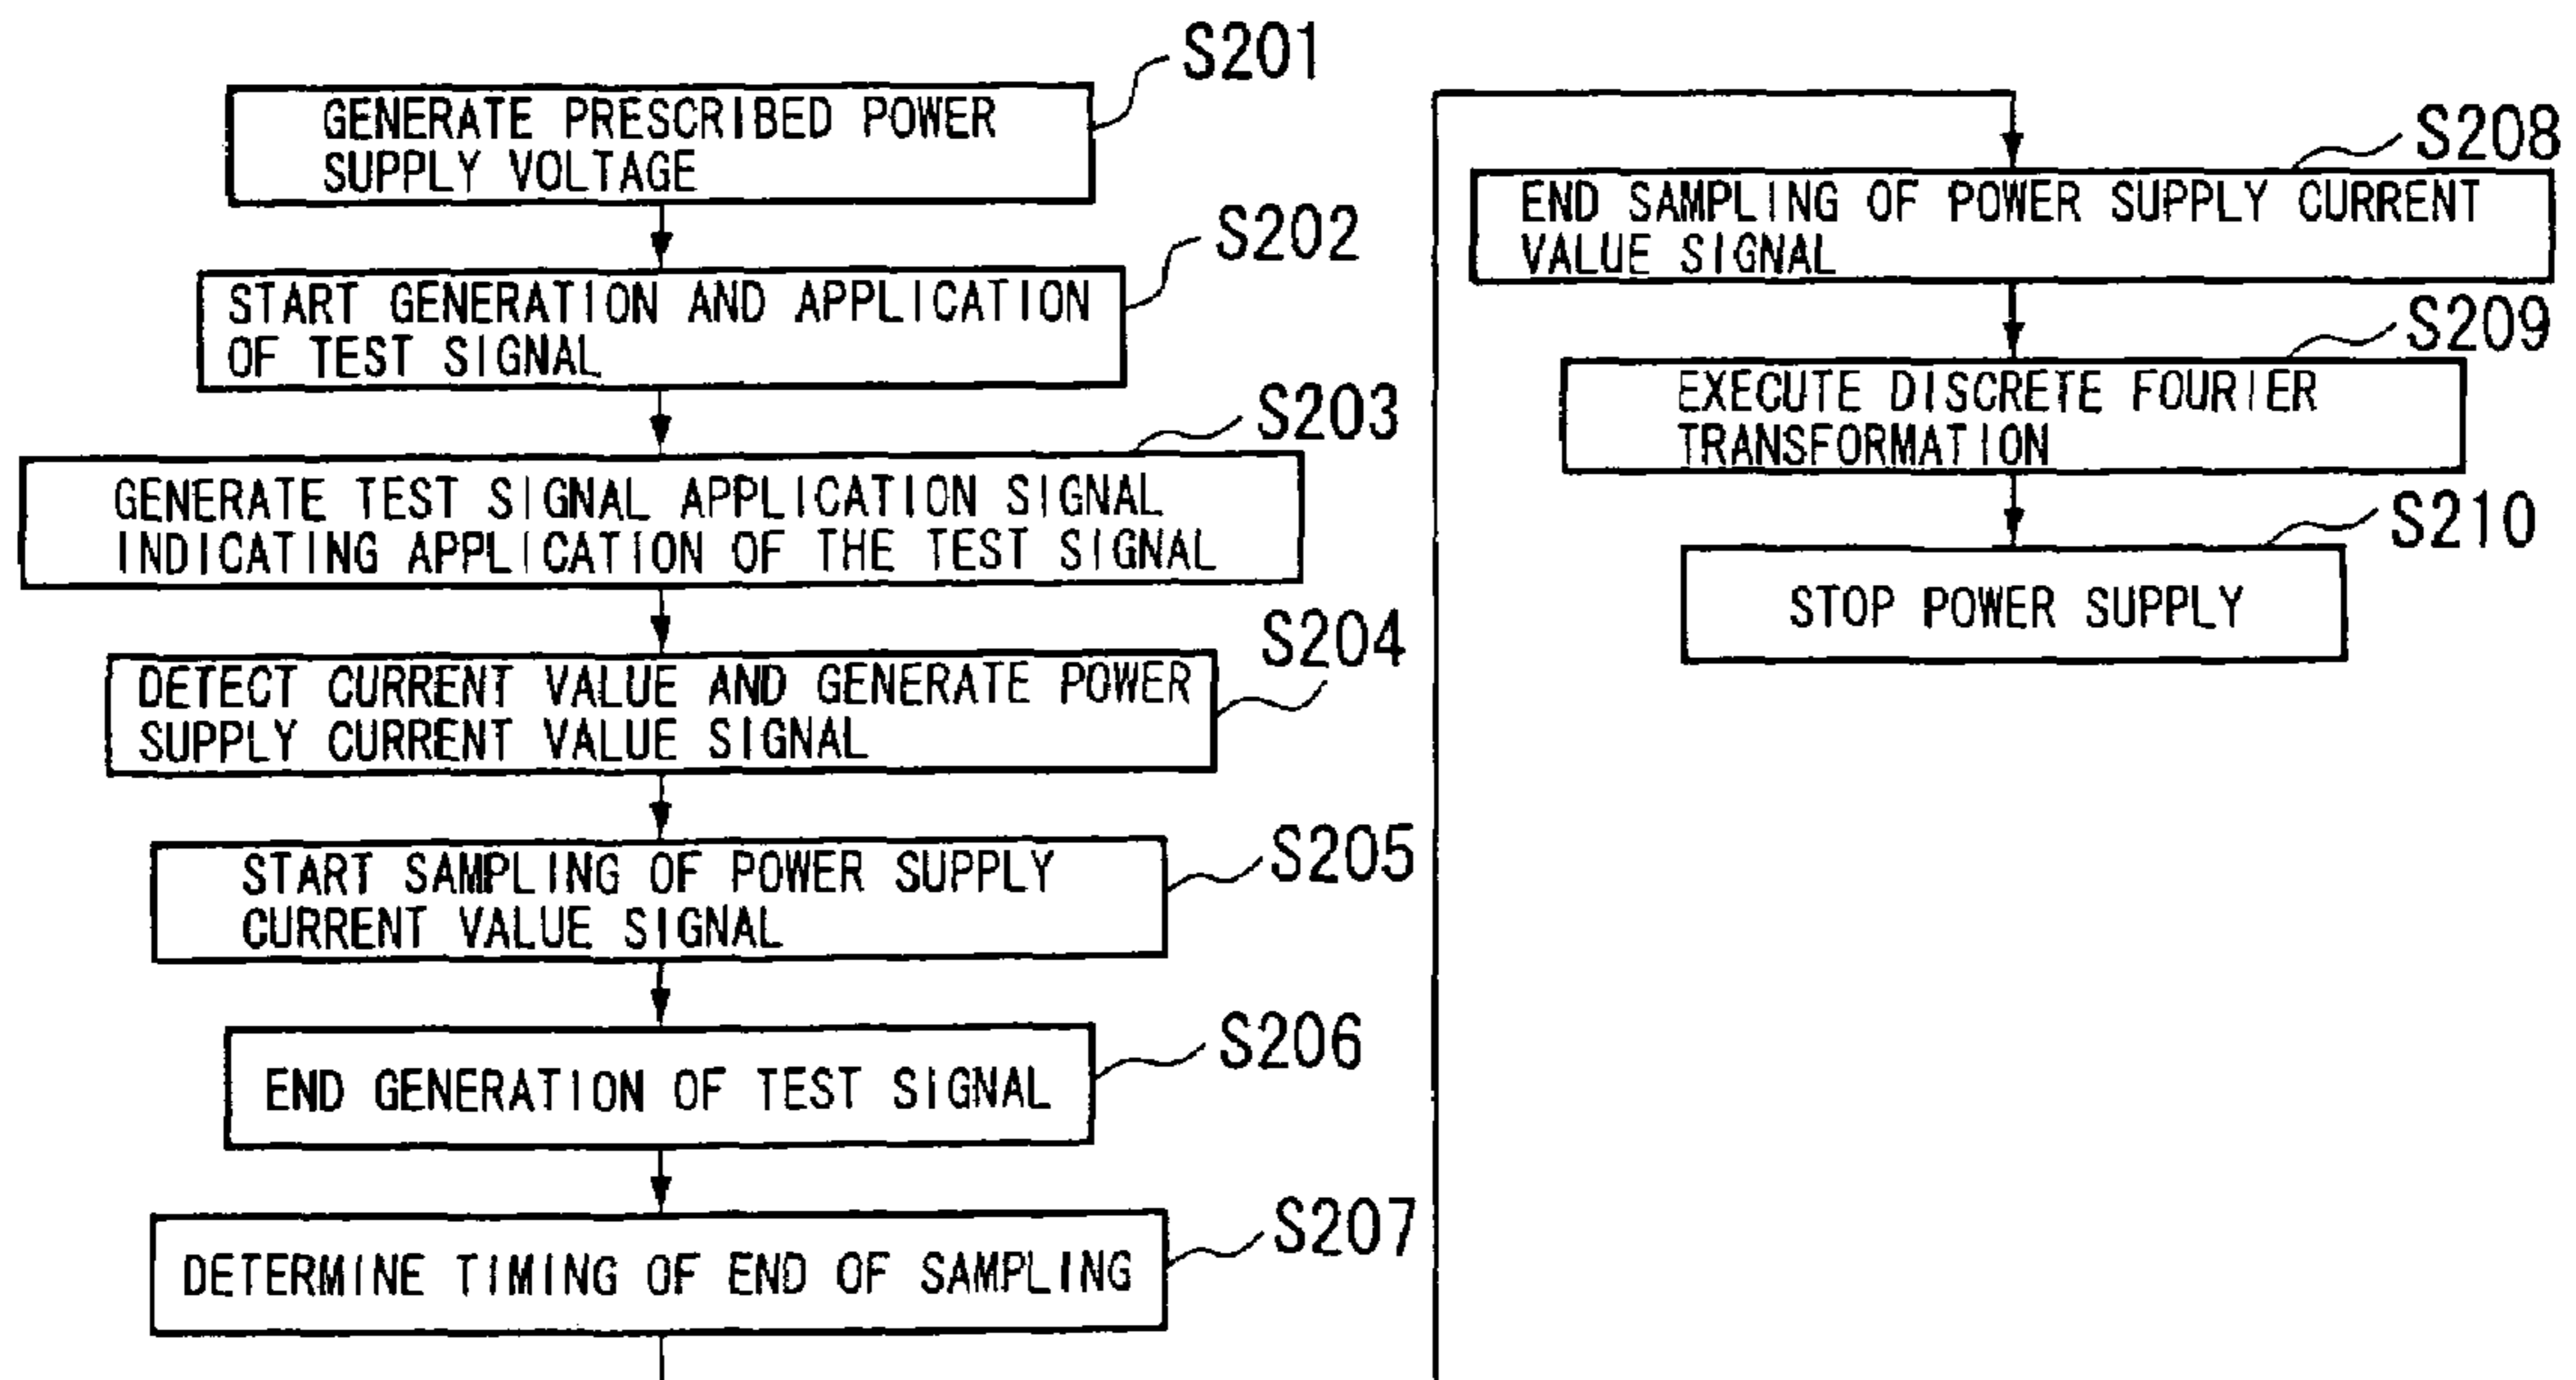 S201
GENERATE PRESCRIBED POWER
SUPPLY VOLTAGE
S202
START GENERATION AND APPLICATION
OF TEST SIGNAL
S203
GENERATE TEST SIGNAL APPLICATION SIGNAL
INDICATING APPLICATION OF THE TEST SIGNAL
S204
DETECT CURRENT VALUE AND GENERATE POWER
SUPPLY CURRENT VALUE SIGNAL
S205
START SAMPLING OF POWER SUPPLY
CURRENT VALUE SIGNAL
S206
END GENERATION OF TEST SIGNAL
S207
DETERMINE TIMING OF END OF SAMPLING
S208
END SAMPLING OF POWER SUPPLY CURRENT
VALUE SIGNAL
S209
EXECUTE DISCRETE FOURIER
TRANSFORMATION
S210
STOP POWER SUPPLY